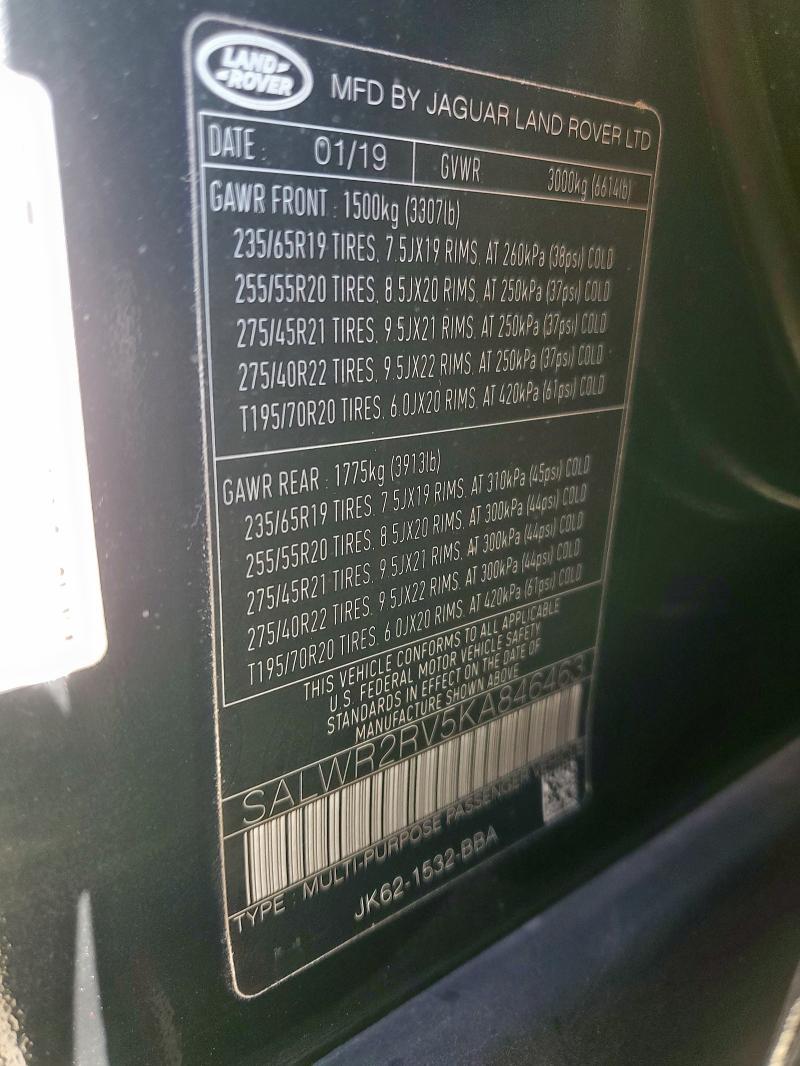 LAND ROVER
MFD BY JAGUAR LAND ROVER LTD
DATE : 01/19 GVWR 3000kg (6614lb)
GAWR FRONT : 1500kg (3307lb)
235/65R19 TIRES, 7.5JX19 RIMS, AT 260kPa (38psi) COLD
255/55R20 TIRES, 8.5JX20 RIMS, AT 250kPa (37psi) COLD
275/45R21 TIRES, 9.5JX21 RIMS, AT 250kPa (37psi) COLD
275/40R22 TIRES, 9.5JX22 RIMS, AT 250kPa (37psi) COLD
T195/70R20 TIRES, 6.0JX20 RIMS, AT 420kPa (61psi) COLD
GAWR REAR : 1775kg (3913lb)
235/65R19 TIRES, 7.5JX19 RIMS, AT 310kPa (45psi) COLD
255/55R20 TIRES, 8.5JX20 RIMS, AT 300kPa (44psi) COLD
275/45R21 TIRES, 9.5JX21 RIMS, AT 300kPa (44psi) COLD
275/40R22 TIRES, 9.5JX22 RIMS, AT 300kPa (44psi) COLD
T195/70R20 TIRES, 6.0JX20 RIMS, AT 420kPa (61psi) COLD
THIS VEHICLE CONFORMS TO ALL APPLICABLE
U.S. FEDERAL MOTOR VEHICLE SAFETY
STANDARDS IN EFFECT ON THE DATE OF
MANUFACTURE SHOWN ABOVE
SALWR2RV5KA846463
TYPE : MULTI-PURPOSE PASSENGER
JK62-1532-BBA